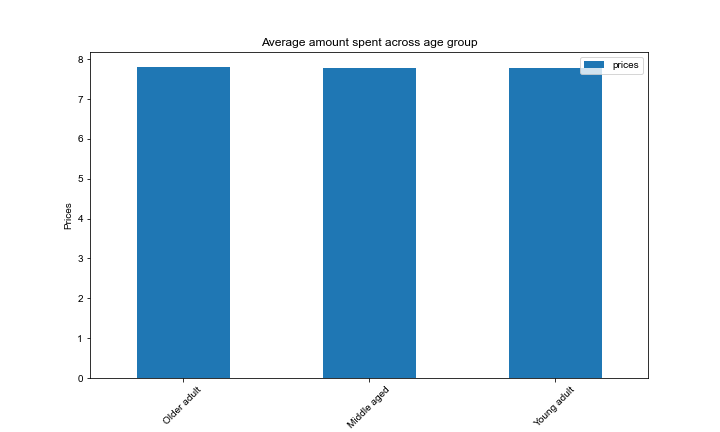 Average amount spent across age group
prices
8
7
6
5
4
3
2
1
0
Prices
Older adult
Middle aged
Young adult